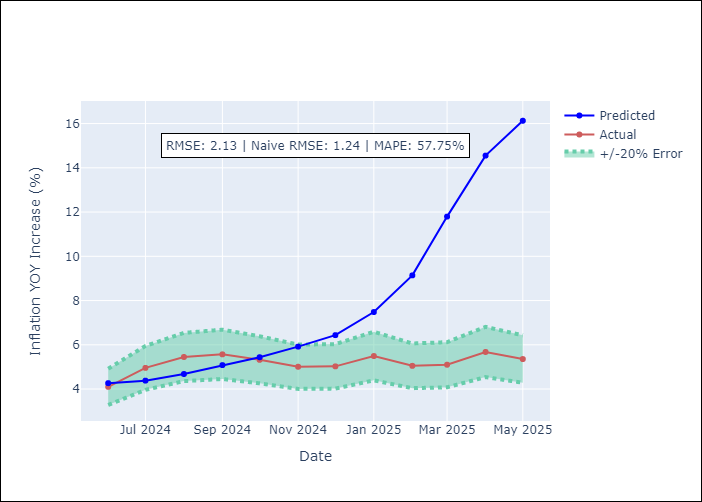 Predicted
Actual
+/-20% Error
RMSE: 2.13 | Naive RMSE: 1.24 | MAPE: 57.75%
Inflation YOY Increase (%)
16
14
12
10
8
6
4
Jul 2024
Sep 2024
Nov 2024
Jan 2025
Mar 2025
May 2025
Date